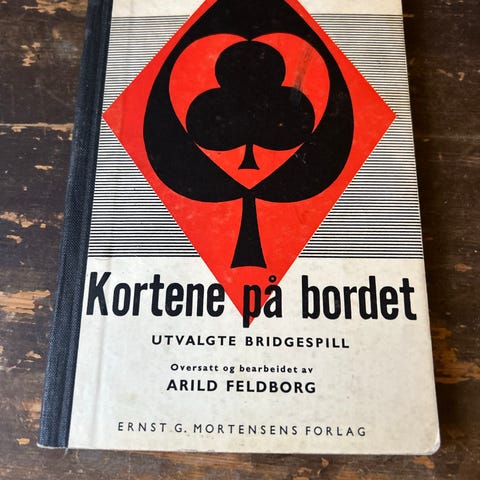 Kortene på bordet
UTVALGTE BRIDGESPILL
Oversatt og bearbeidet av
ARILD FELDBORG
ERNST G. MORTENSENS FORLAG